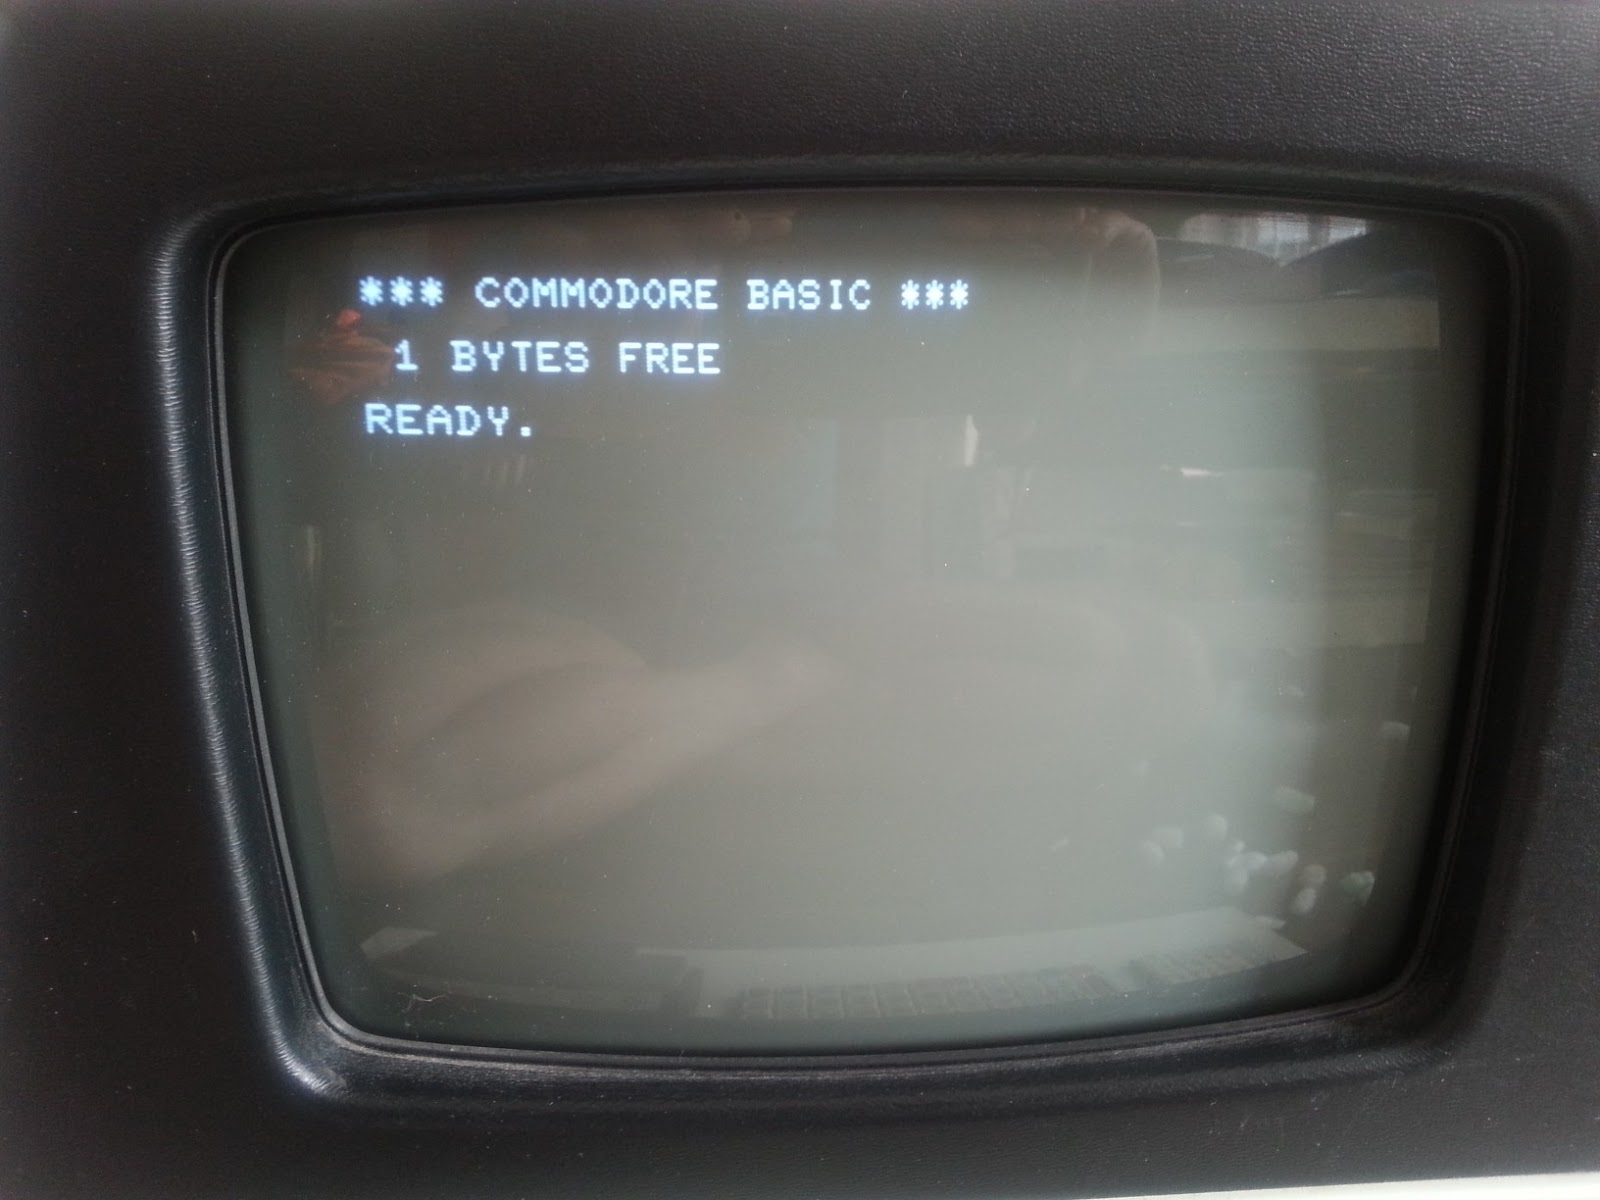 *** COMMODORE BASIC ***
1 BYTES FREE
READY.